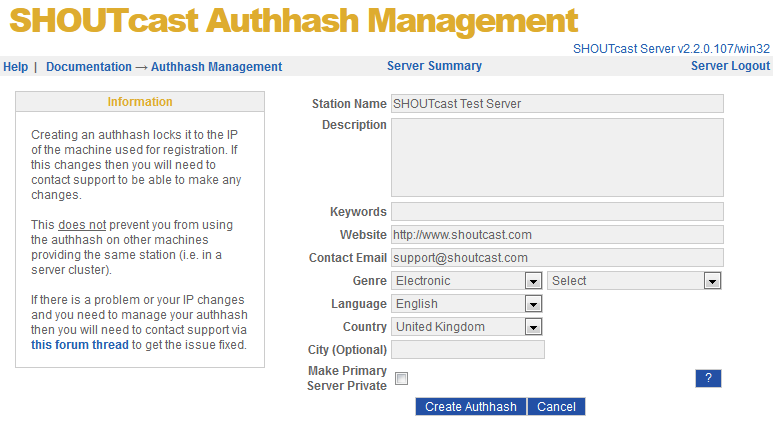 SHOUTcast Authhash Management
SHOUTcast Server v2.2.0.107/win32
Help | Documentation → Authhash Management Server Summary Server Logout
Information
Creating an authhash locks it to the IP
of the machine used for registration. If
this changes then you will need to
contact support to be able to make any
changes.
This does not prevent you from using
the authhash on other machines
providing the same station (i.e. in a
server cluster).
If there is a problem or your IP changes
and you need to manage your authhash
then you will need to contact support via
this forum thread to get the issue fixed.
Station Name SHOUTcast Test Server
Description
Keywords
Website http://www.shoutcast.com
Contact Email support@shoutcast.com
Genre Electronic Select
Language English
Country United Kingdom
City (Optional)
Make Primary
Server Private ?
Create Authhash Cancel